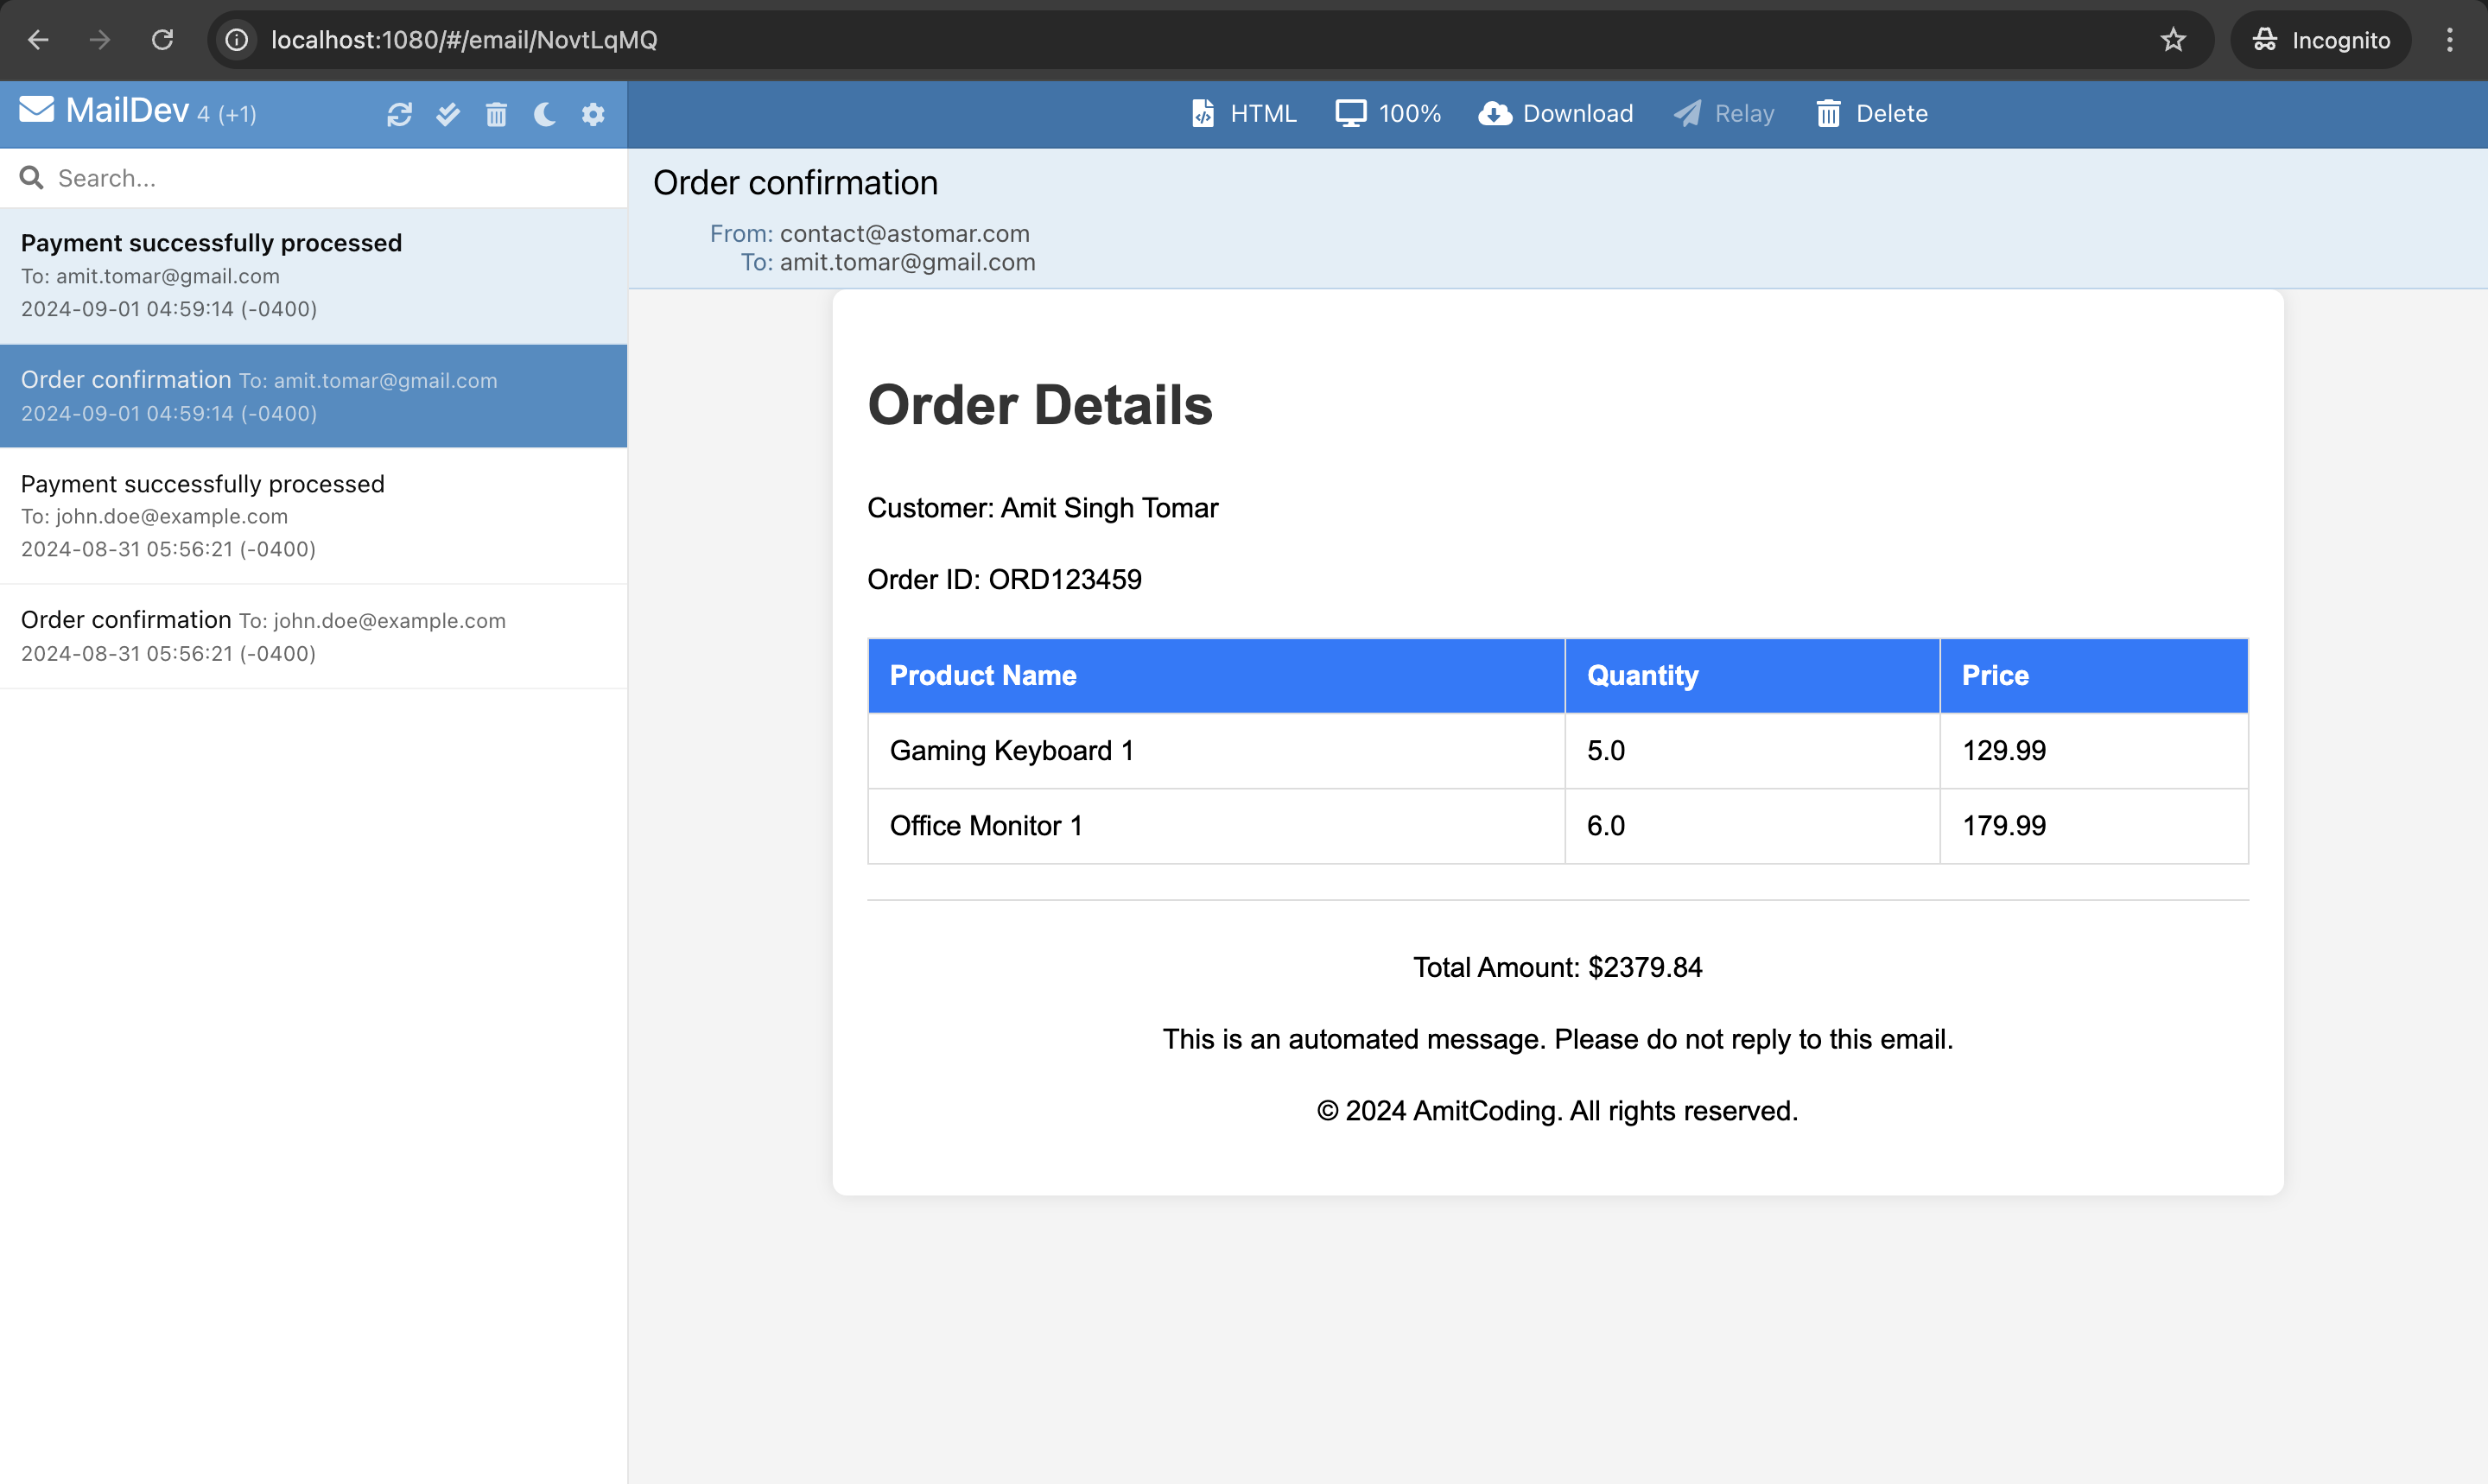 localhost:1080/#/email/NovtLqMQ
Incognito
MailDev 4 (+1)
HTML
100%
Download
Relay
Delete
Search...
Payment successfully processed
To: amit.tomar@gmail.com
2024-09-01 04:59:14 (-0400)
Order confirmation To: amit.tomar@gmail.com
2024-09-01 04:59:14 (-0400)
Payment successfully processed
To: john.doe@example.com
2024-08-31 05:56:21 (-0400)
Order confirmation To: john.doe@example.com
2024-08-31 05:56:21 (-0400)
Order confirmation
From: contact@astomar.com
To: amit.tomar@gmail.com
Order Details
Customer: Amit Singh Tomar
Order ID: ORD123459
Product Name Quantity Price
Gaming Keyboard 1 5.0 129.99
Office Monitor 1 6.0 179.99
Total Amount: $2379.84
This is an automated message. Please do not reply to this email.
© 2024 AmitCoding. All rights reserved.